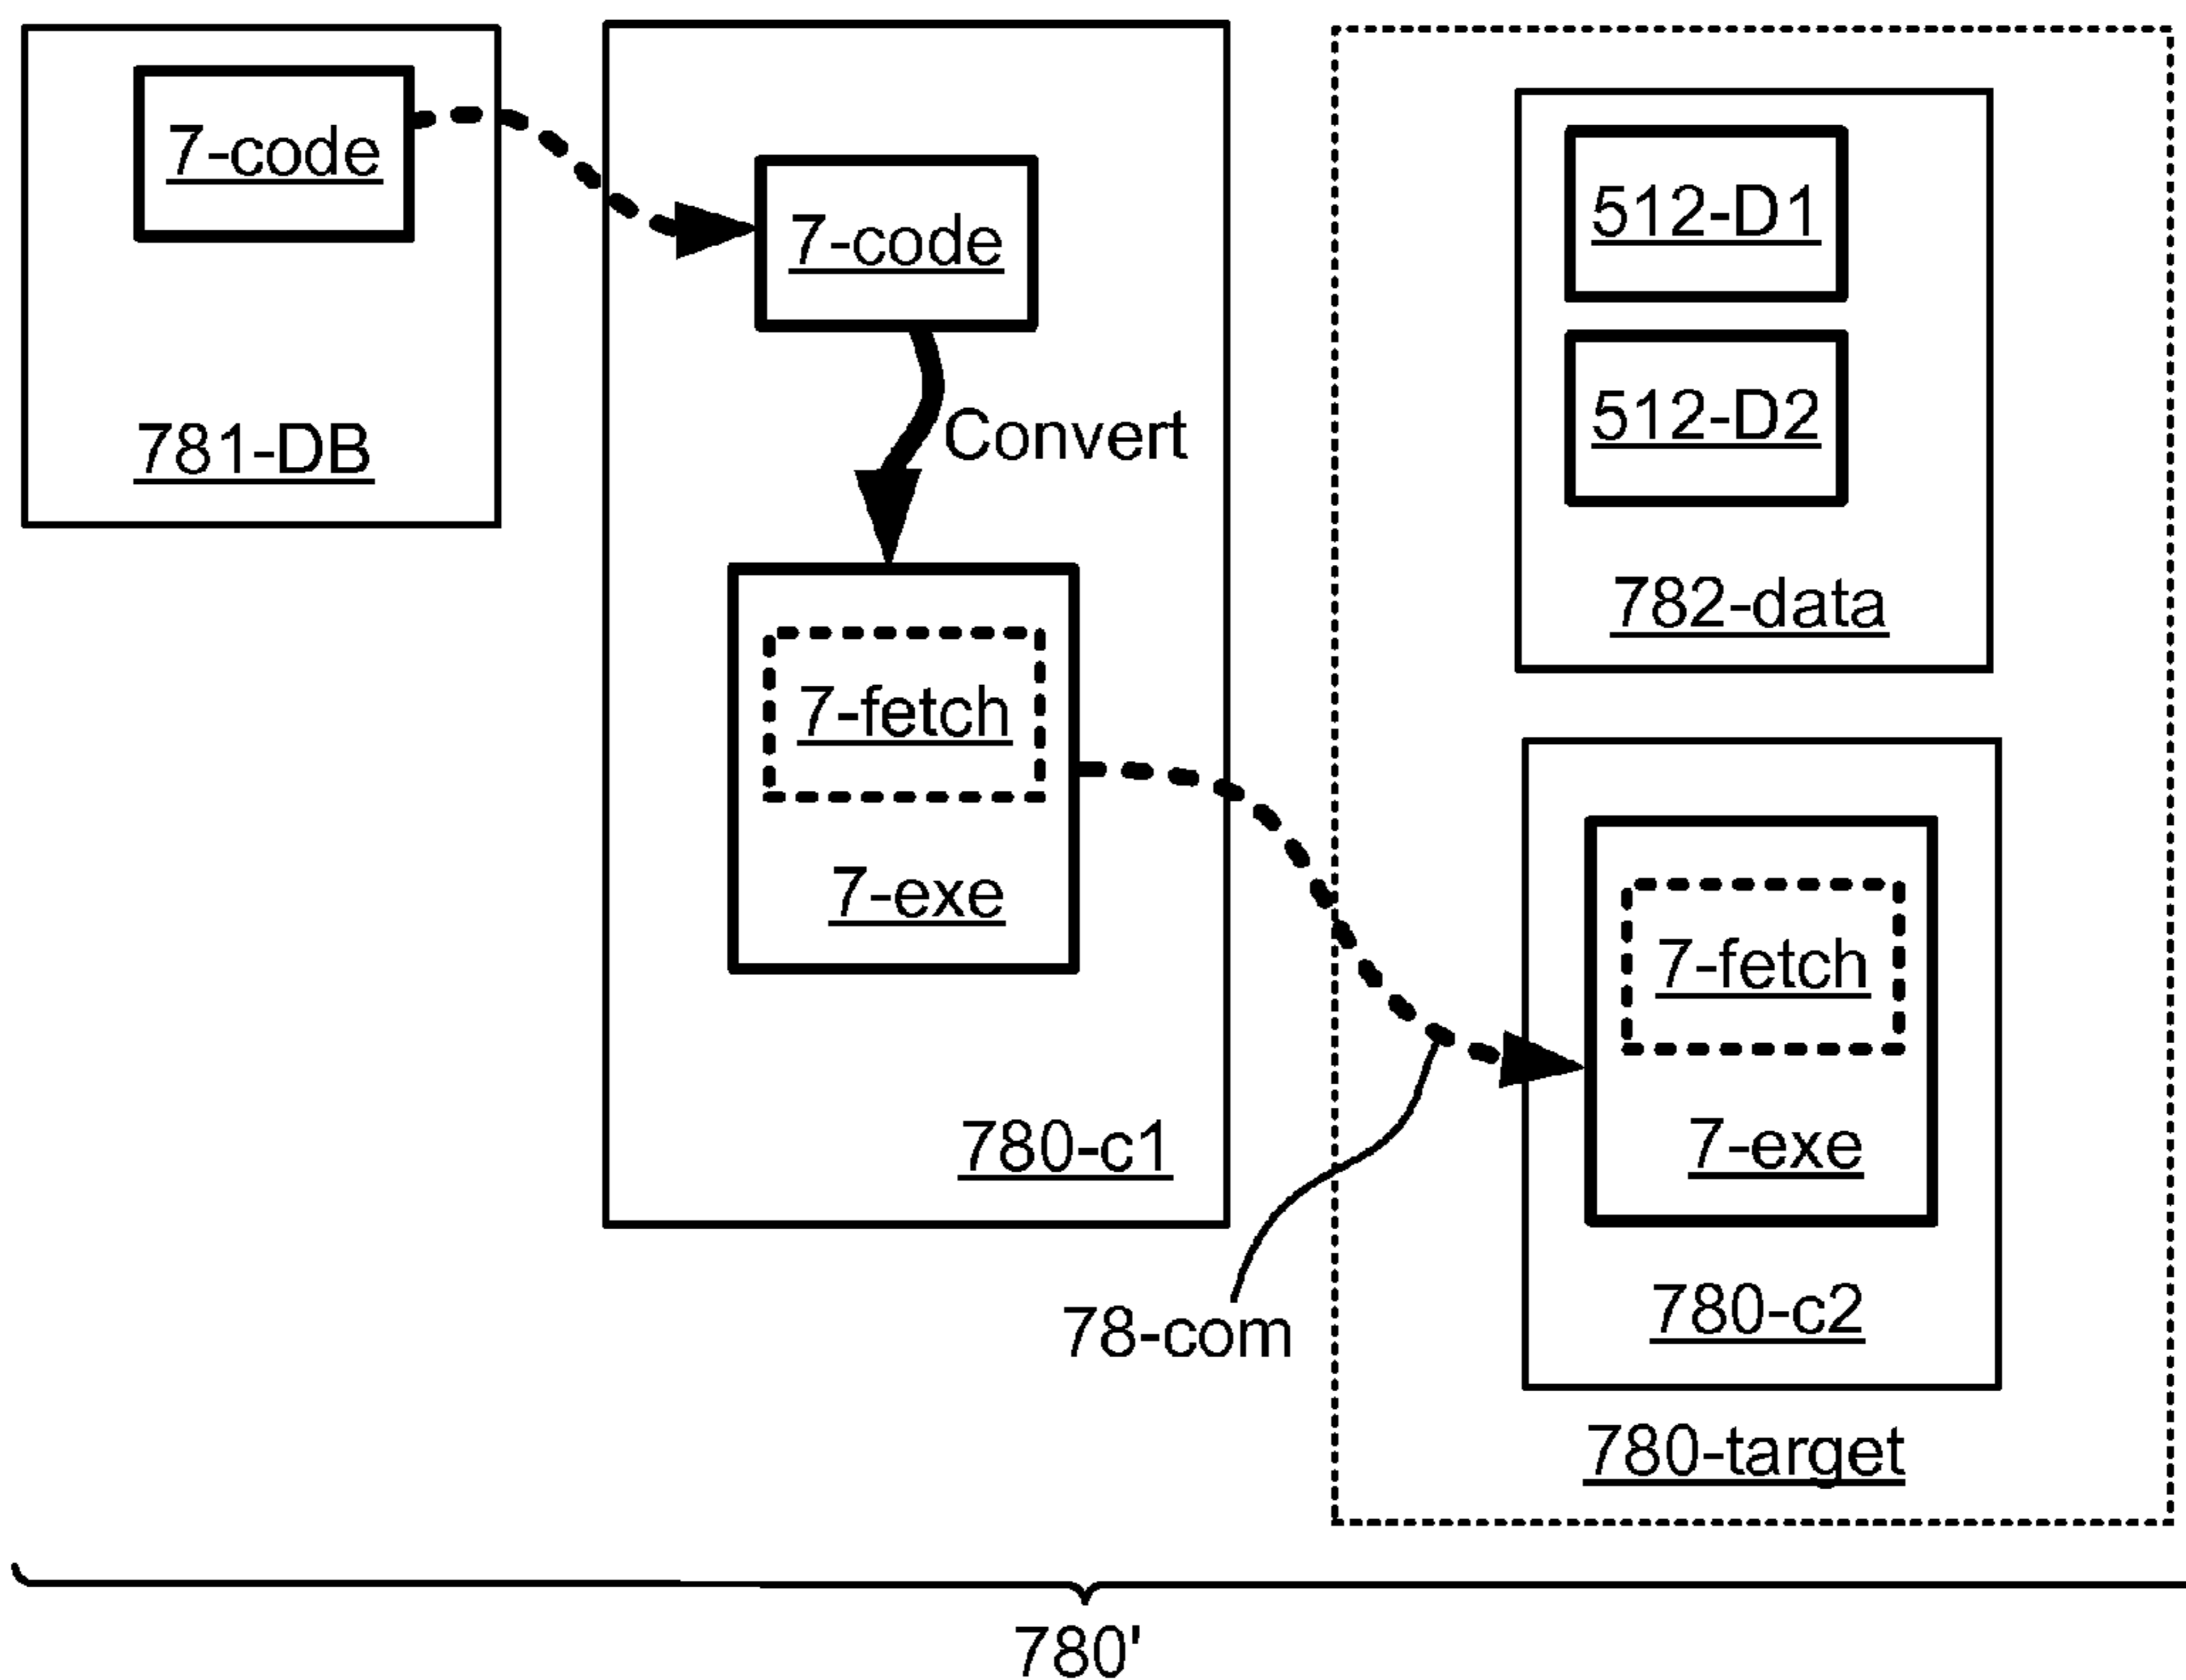 7-code
781-DB
7-code
Convert
7-fetch
7-exe
780-c1
78-com
512-D1
512-D2
782-data
7-fetch
7-exe
780-c2
780-target
780'